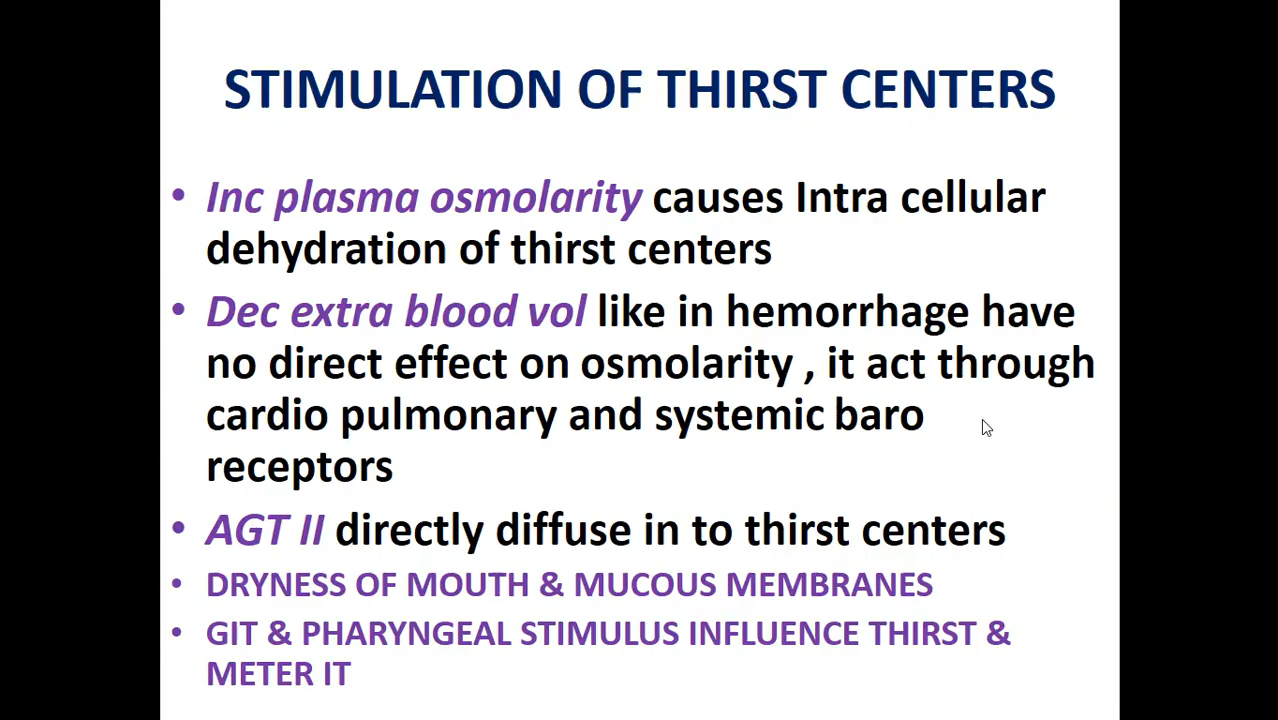 STIMULATION OF THIRST CENTERS
• Inc plasma osmolarity causes Intra cellular
dehydration of thirst centers
• Dec extra blood vol like in hemorrhage have
no direct effect on osmolarity , it act through
cardio pulmonary and systemic baro
receptors
• AGT II directly diffuse in to thirst centers
• DRYNESS OF MOUTH & MUCOUS MEMBRANES
• GIT & PHARYNGEAL STIMULUS INFLUENCE THIRST &
METER IT